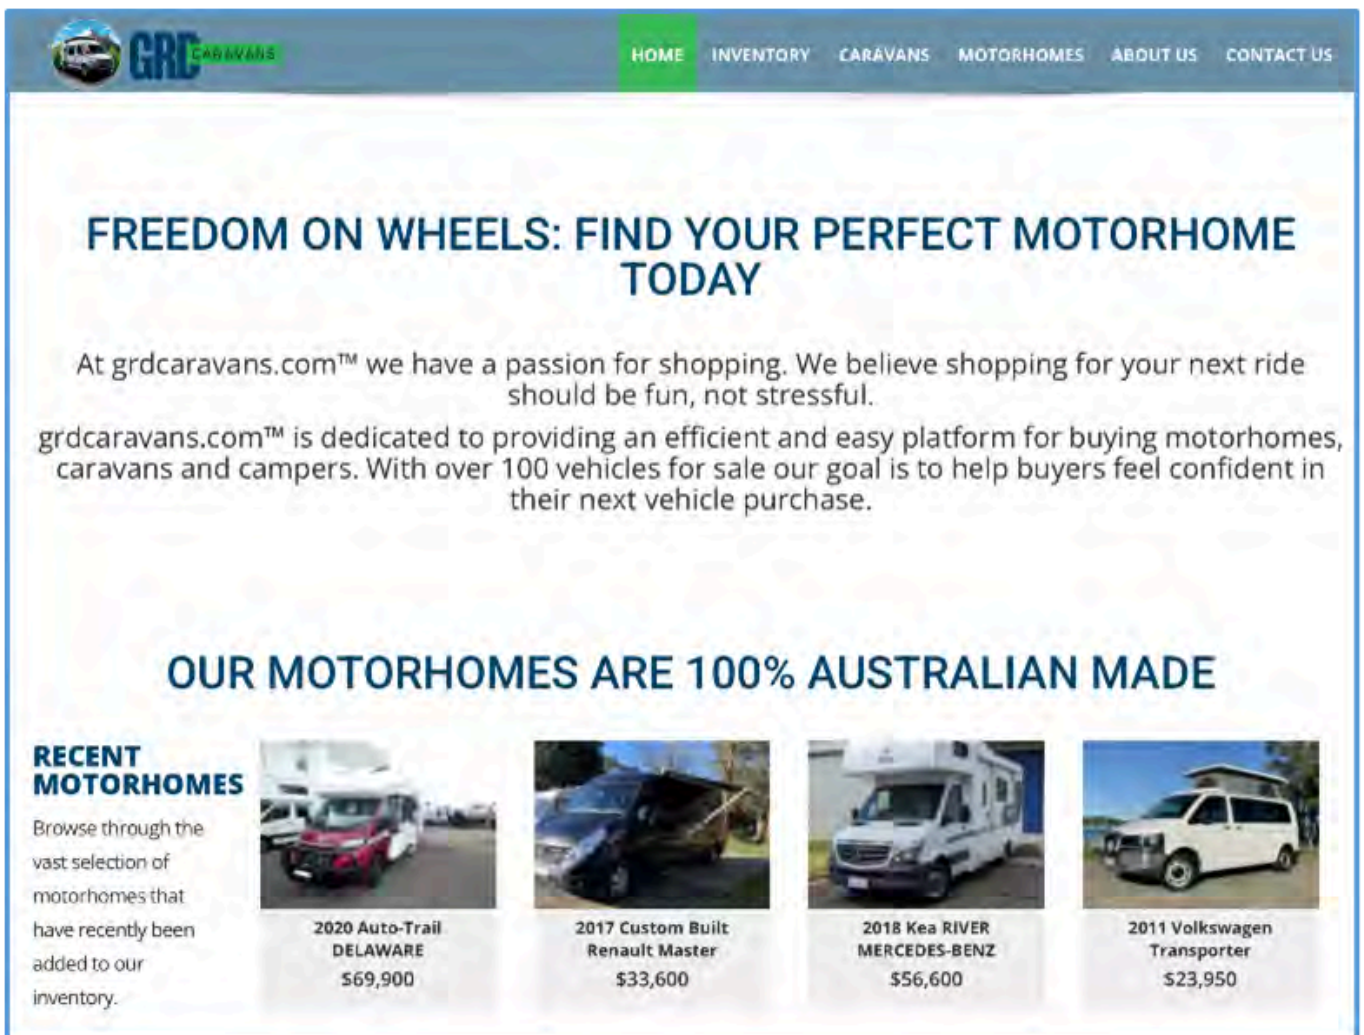 GRD CARAVANS
HOME INVENTORY CARAVANS MOTORHOMES ABOUT US CONTACT US
FREEDOM ON WHEELS: FIND YOUR PERFECT MOTORHOME
TODAY
At grdcaravans.com™ we have a passion for shopping. We believe shopping for your next ride
should be fun, not stressful.
grdcaravans.com™ is dedicated to providing an efficient and easy platform for buying motorhomes,
caravans and campers. With over 100 vehicles for sale our goal is to help buyers feel confident in
their next vehicle purchase.
OUR MOTORHOMES ARE 100% AUSTRALIAN MADE
RECENT
MOTORHOMES
Browse through the
vast selection of
motorhomes that
have recently been
added to our
inventory.
2020 Auto-Trail
DELAWARE
$69,900
2017 Custom Built
Renault Master
$33,600
2018 Kea RIVER
MERCEDES-BENZ
$56,600
2011 Volkswagen
Transporter
$23,950